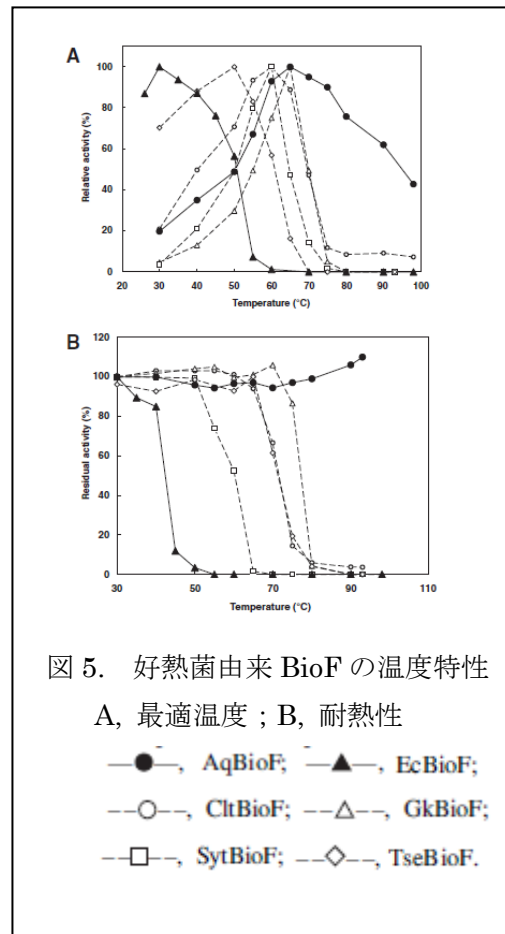 A
Relative activity (%)
100
80
60
40
20
0
20 30 40 50 60 70 80 90 100
Temperature (°C)
B
Residual activity (%)
120
100
80
60
40
20
0
30 50 70 90 110
Temperature (°C)
図 5. 好熱菌由来 BioF の温度特性
A, 最適温度；B, 耐熱性
AqBioF; EcBioF;
CltBioF; GkBioF;
SytBioF; TseBioF.